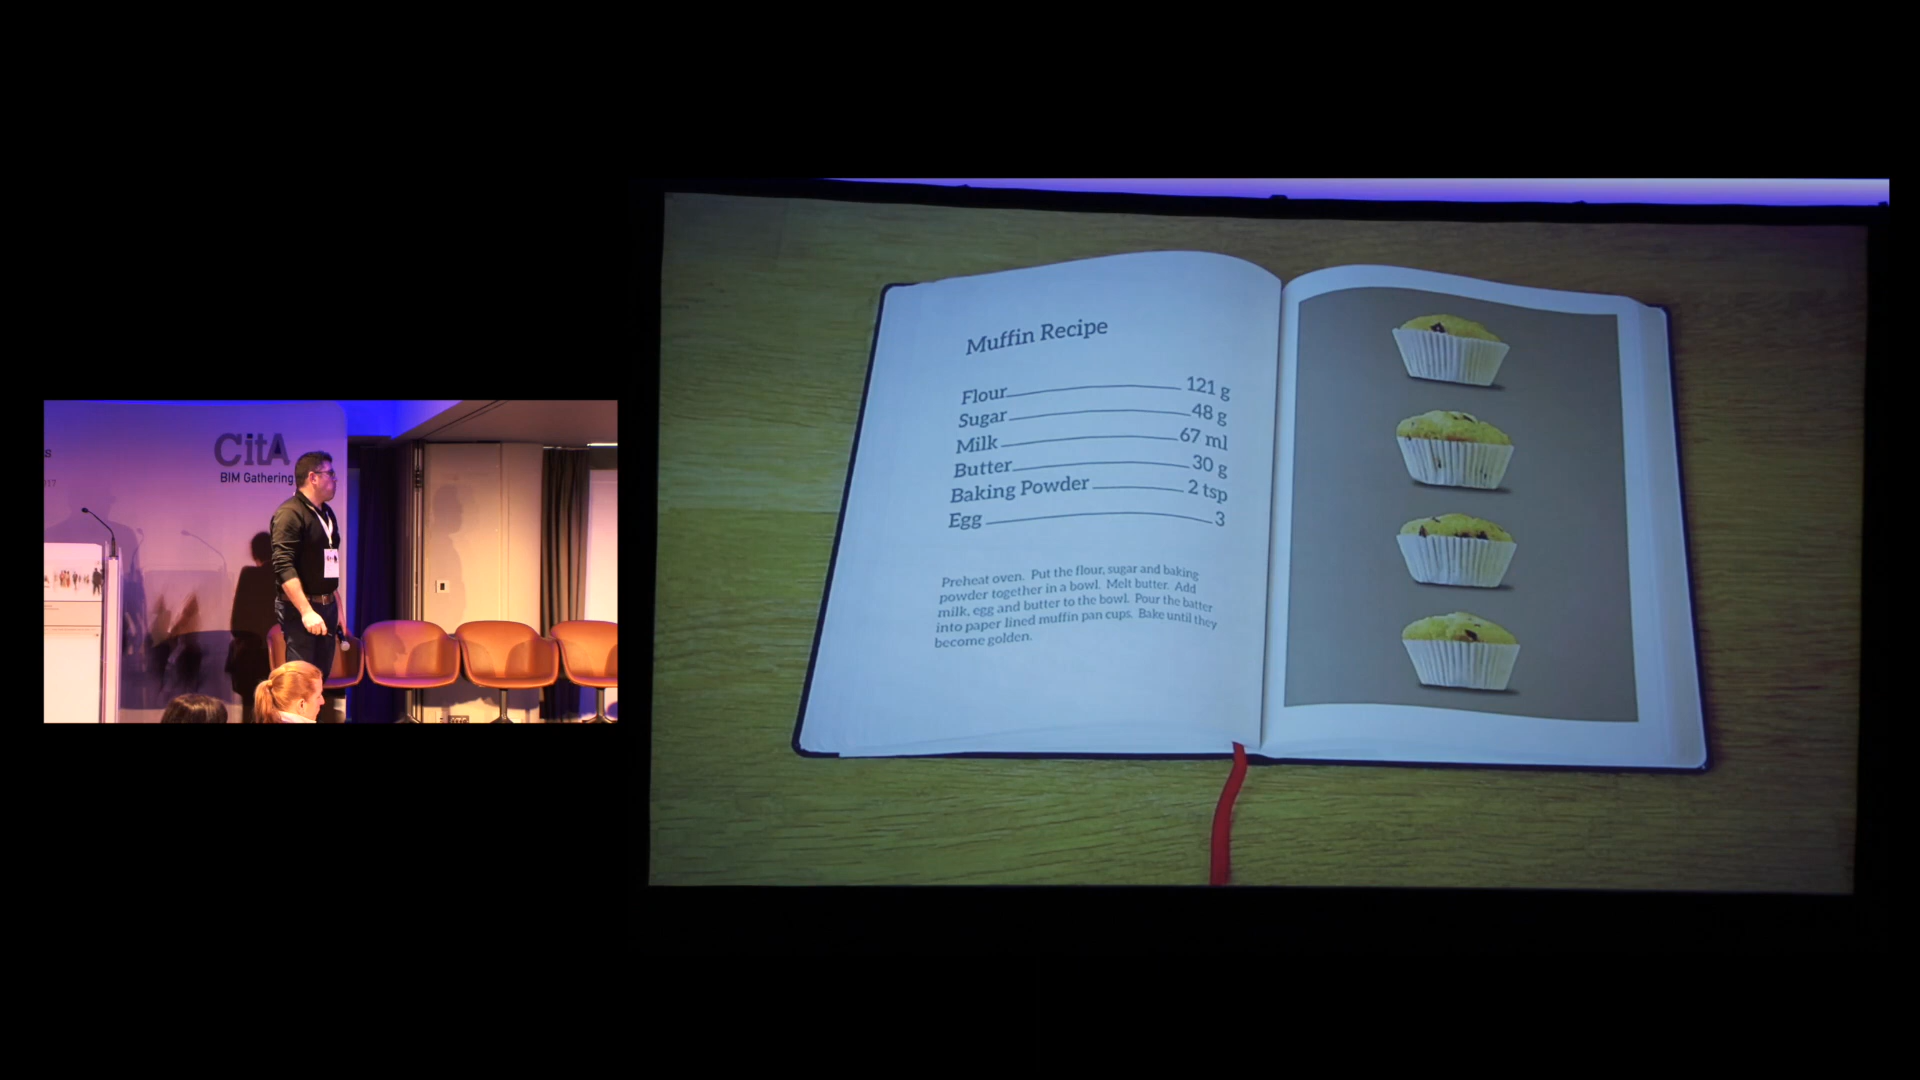 s
17
CitA
BIM Gathering
Muffin Recipe
Flour 121 g
Sugar 48 g
Milk 67 ml
Butter 30 g
Baking Powder 2 tsp
Egg 3
Preheat oven. Put the flour, sugar and baking
powder together in a bowl. Melt butter. Add
milk, egg and butter to the bowl. Pour the batter
into paper lined muffin pan cups. Bake until they
become golden.